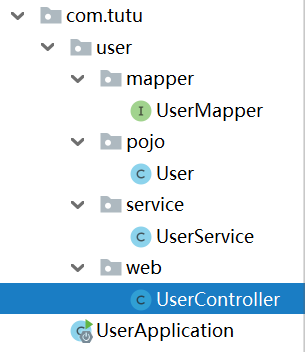 com.tutu
user
mapper
I UserMapper
pojo
C User
service
C UserService
web
C UserController
C UserApplication